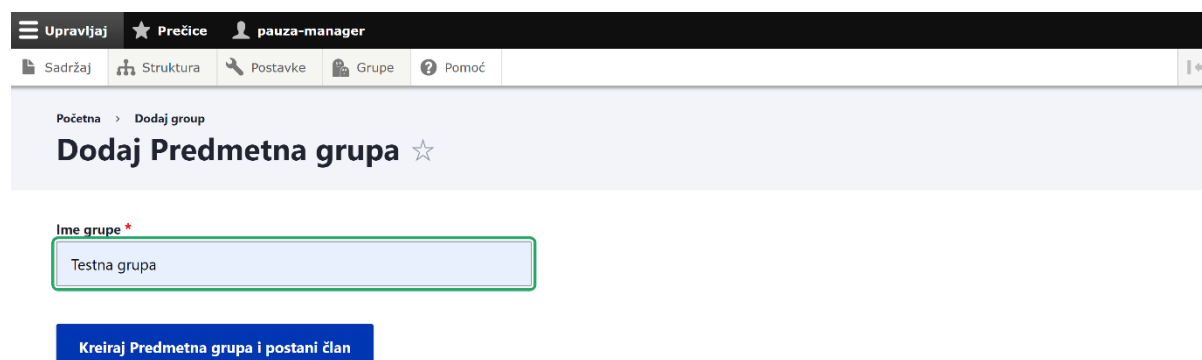 Upravljaj Prečice pauza-manager
Sadržaj Struktura Postavke Grupe Pomoć
Početna › Dodaj group
Dodaj Predmetna grupa
Ime grupe *
Testna grupa
Kreiraj Predmetna grupa i postani član